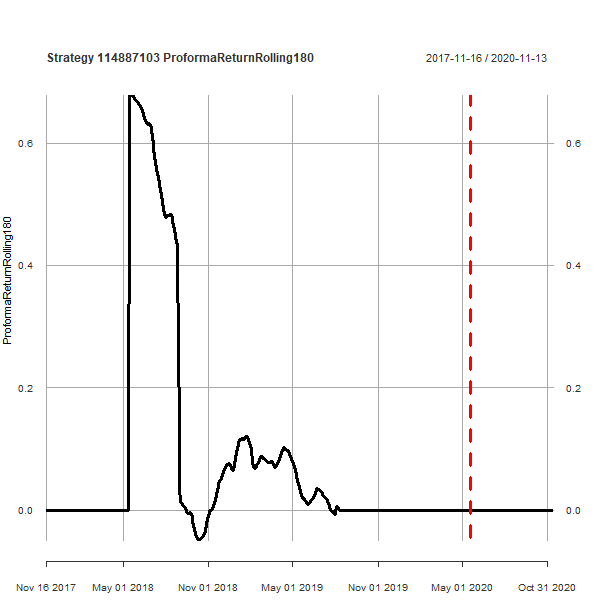 Strategy 114887103 ProformaReturnRolling180
2017-11-16 / 2020-11-13
ProformaReturnRolling180
0.6 0.6
0.4 0.4
0.2 0.2
0.0 0.0
Nov 16 2017 May 01 2018 Nov 01 2018 May 01 2019 Nov 01 2019 May 01 2020 Oct 31 2020